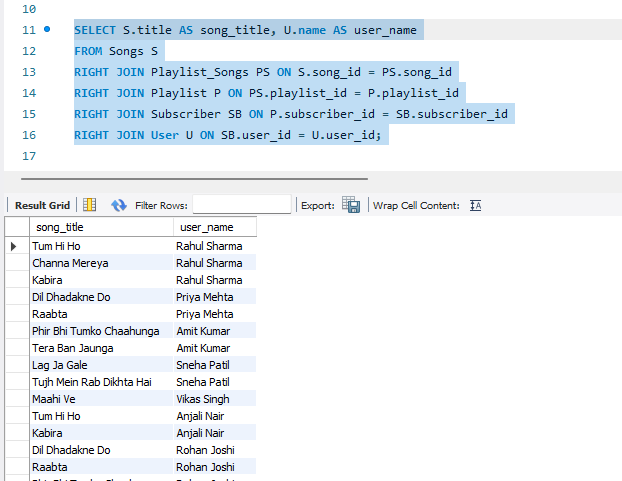 10
11 SELECT S.title AS song_title, U.name AS user_name
12 FROM Songs S
13 RIGHT JOIN Playlist_Songs PS ON S.song_id = PS.song_id
14 RIGHT JOIN Playlist P ON PS.playlist_id = P.playlist_id
15 RIGHT JOIN Subscriber SB ON P.subscriber_id = SB.subscriber_id
16 RIGHT JOIN User U ON SB.user_id = U.user_id;
17
Result Grid Filter Rows: Export: Wrap Cell Content:
song_title user_name
Tum Hi Ho Rahul Sharma
Channa Mereya Rahul Sharma
Kabira Rahul Sharma
Dil Dhadakne Do Priya Mehta
Raabta Priya Mehta
Phir Bhi Tumko Chaahunga Amit Kumar
Tera Ban Jaunga Amit Kumar
Lag Ja Gale Sneha Patil
Tujh Mein Rab Dikhta Hai Sneha Patil
Maahi Ve Vikas Singh
Tum Hi Ho Anjali Nair
Kabira Anjali Nair
Dil Dhadakne Do Rohan Joshi
Raabta Rohan Joshi